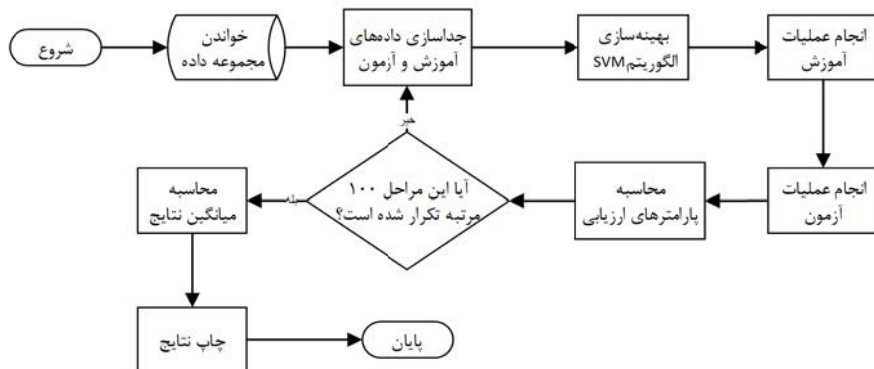 شروع
خواندن
مجموعه داده
جداسازی داده‌های
آموزش و آزمون
بهینه‌سازی
الگوریتم SVM
انجام عملیات
آموزش
انجام عملیات
آزمون
محاسبه
پارامترهای ارزیابی
آیا این مراحل ۱۰۰
مرتبه تکرار شده است؟
خیر
بله
محاسبه
میانگین نتایج
چاپ نتایج
پایان